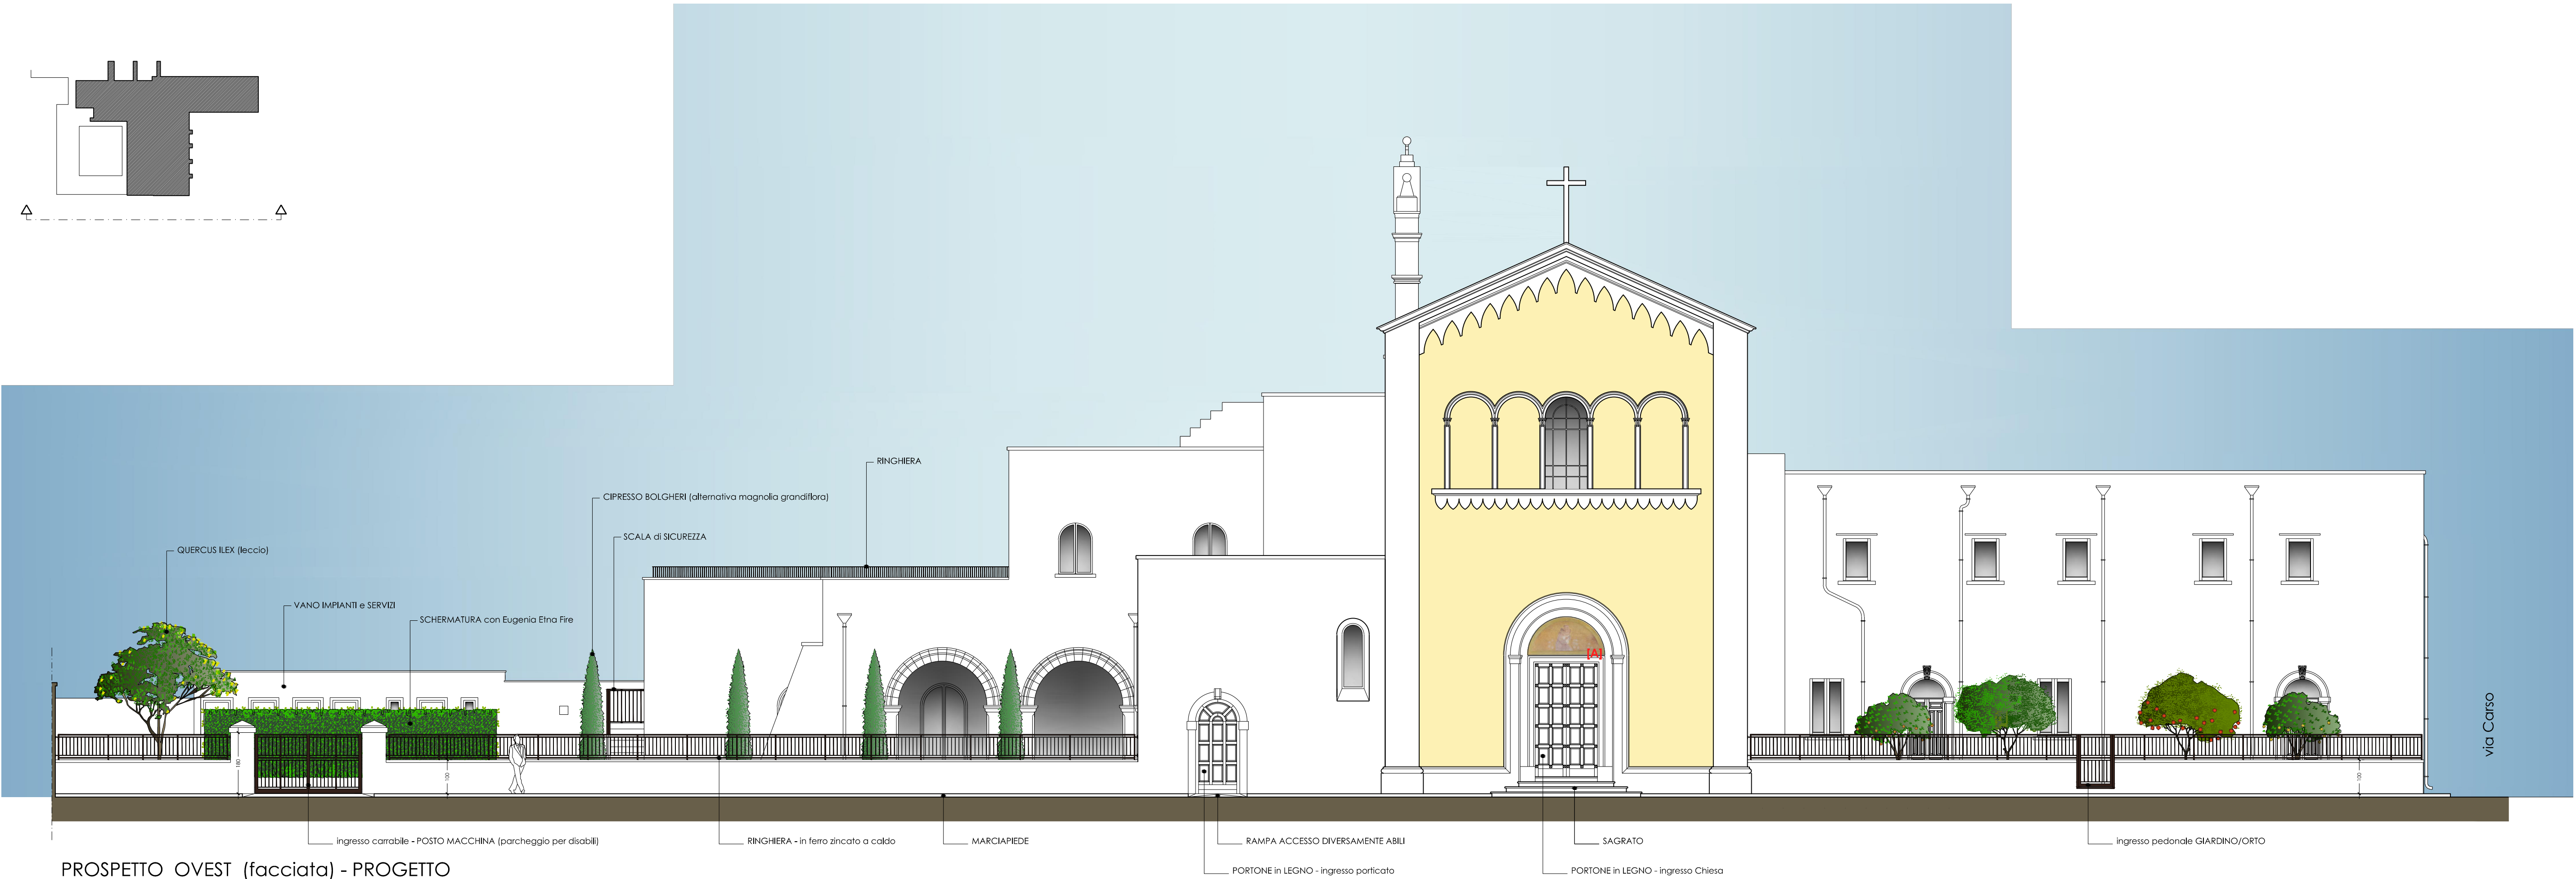 RINGHIERA
CIPRESSO BOLGHERI (alternativa magnolia grandiflora)
SCALA di SICUREZZA
QUERCUS ILEX (leccio)
VANO IMPIANTI e SERVIZI
SCHERMATURA con Eugenia Etna Fire
[A]
via Carso
180
100
100
ingresso carrabile - POSTO MACCHINA (parcheggio per disabili)
RINGHIERA - in ferro zincato a caldo
MARCIAPIEDE
RAMPA ACCESSO DIVERSAMENTE ABILI
SAGRATO
ingresso pedonale GIARDINO/ORTO
PORTONE in LEGNO - ingresso porticato
PORTONE in LEGNO - ingresso Chiesa
PROSPETTO OVEST (facciata) - PROGETTO